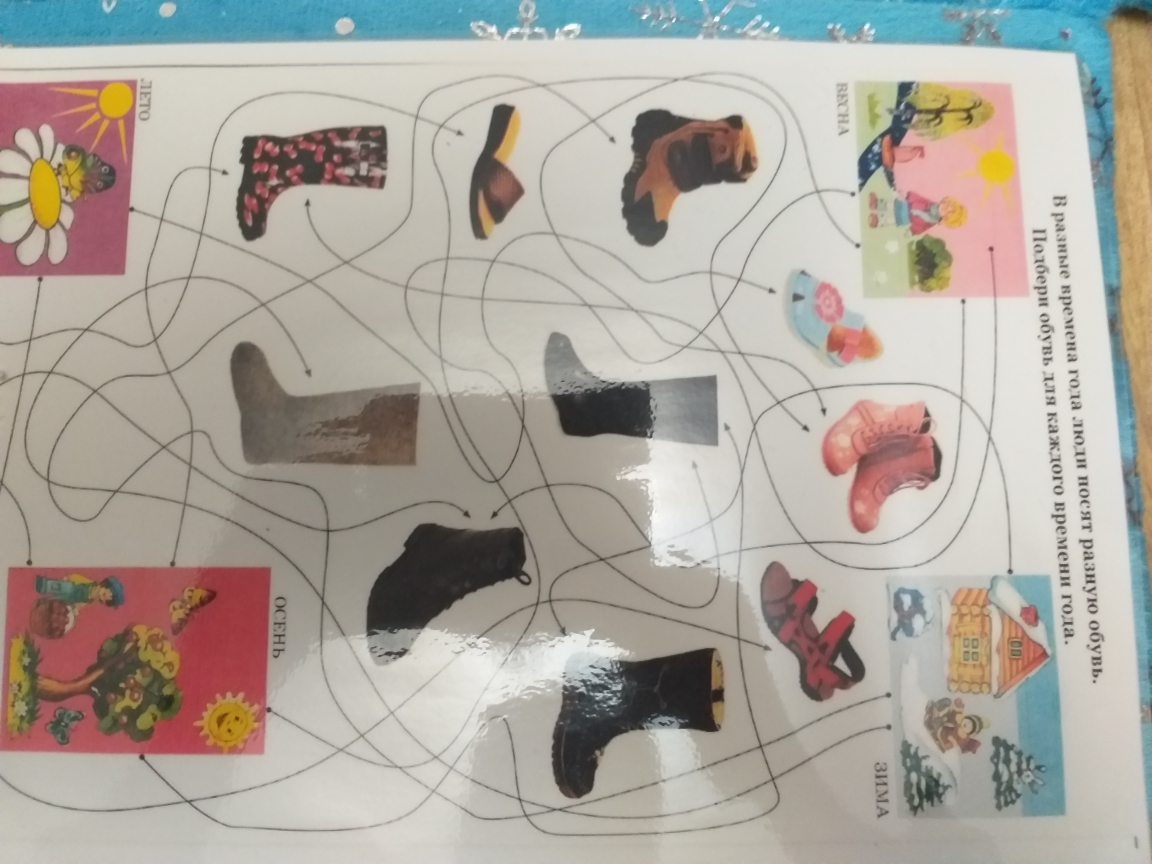 В разные времена года люди носят разную обувь.
Подбери обувь для каждого времени года.
ВЕСНА
ЗИМА
ЛЕТО
ОСЕНЬ